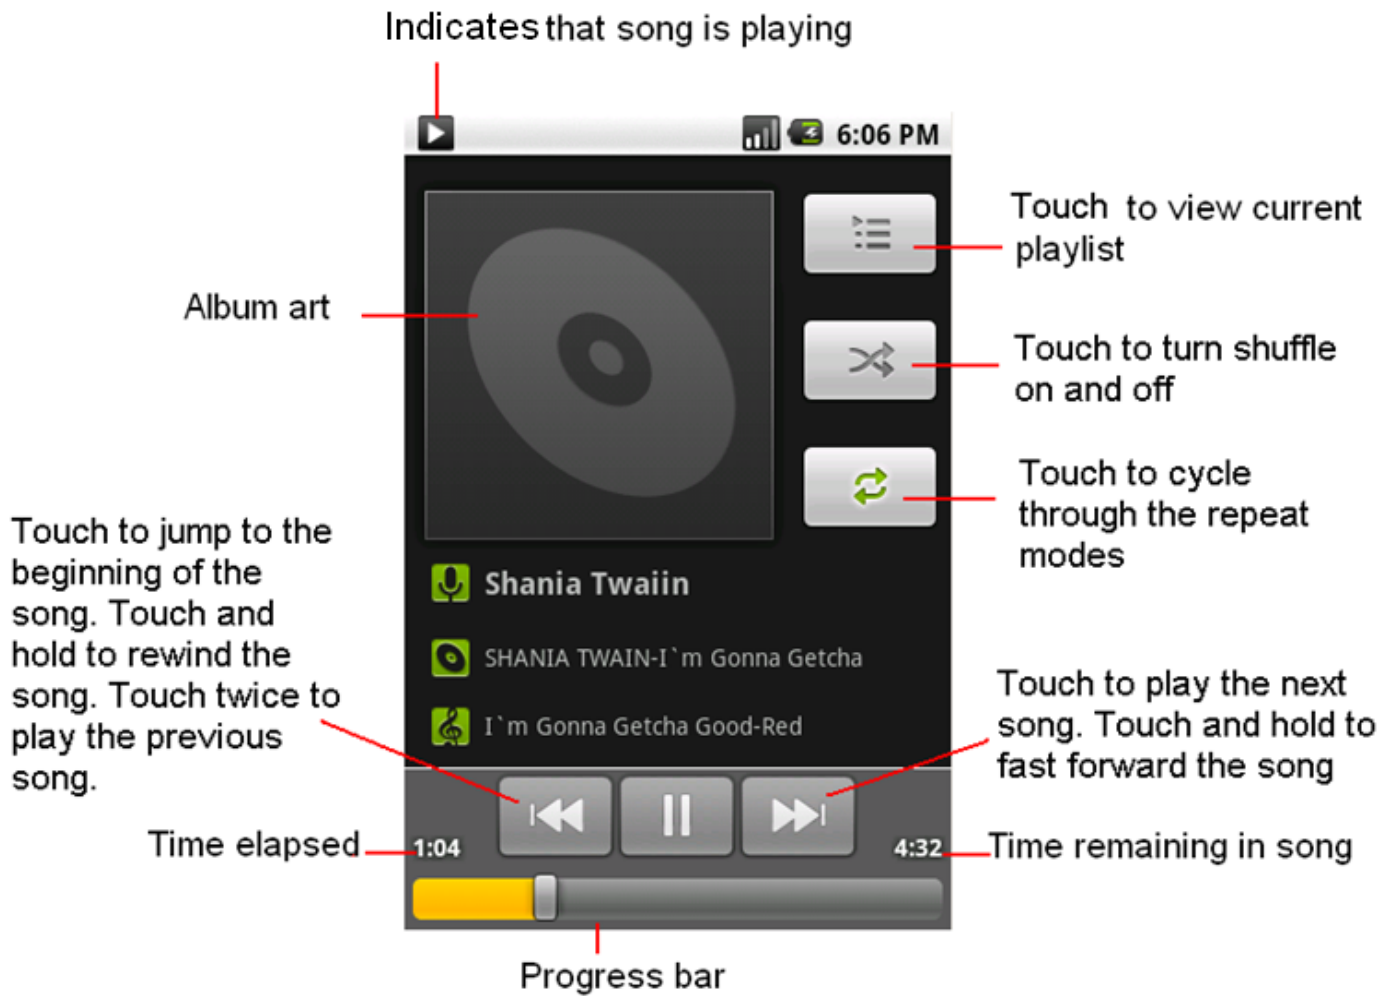 Indicates that song is playing
6:06 PM
Touch to view current
playlist
Album art
Touch to turn shuffle
on and off
Touch to cycle
through the repeat
modes
Touch to jump to the
beginning of the
song. Touch and
hold to rewind the
song. Touch twice to
play the previous
song.
Shania Twaiin
SHANIA TWAIN-I`m Gonna Getcha
I`m Gonna Getcha Good-Red
Touch to play the next
song. Touch and hold to
fast forward the song
Time elapsed
1:04
4:32
Time remaining in song
Progress bar